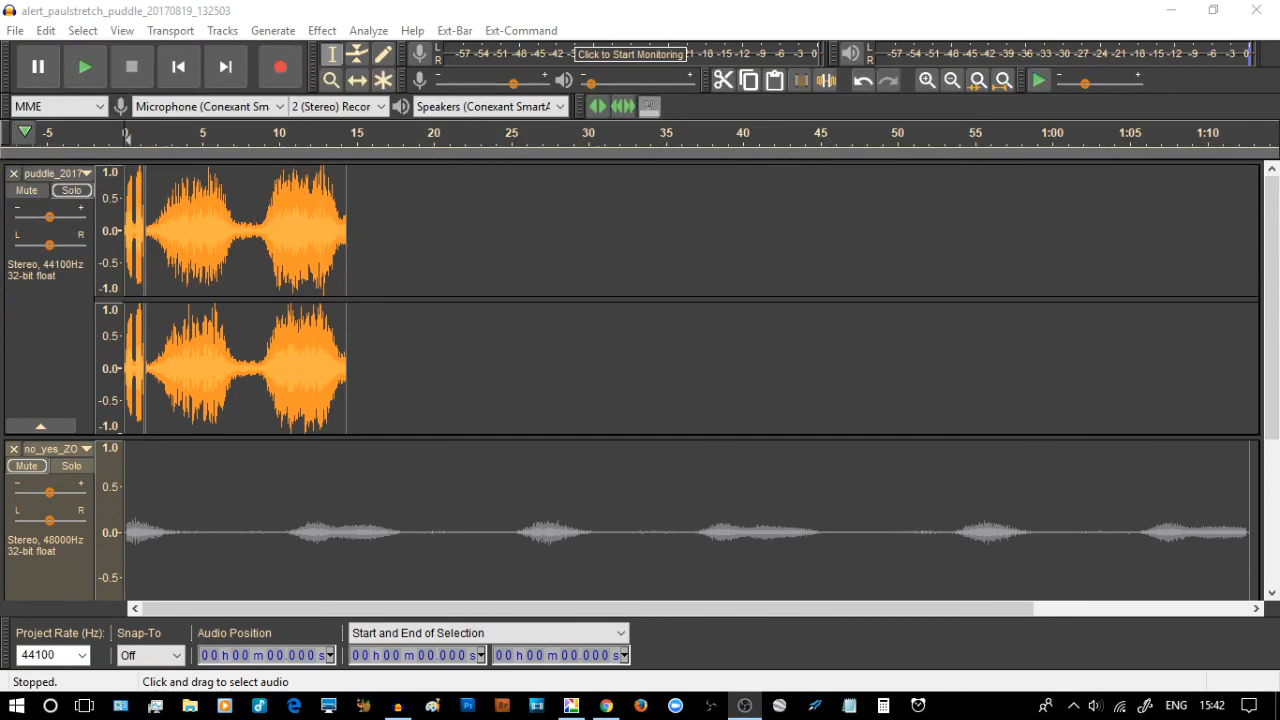 alert_paulstretch_puddle_20170819_132503
File Edit Select View Transport Tracks Generate Effect Analyze Help Ext-Bar Ext-Command
-57 -54 -51 -48 -45 -42 -3 Click to Start Monitoring -18 -15 -12 -9 -6 -3 0
-57 -54 -51 -48 -45 -42 -39 -36 -33 -30 -27 -24 -21 -18 -15 -12 -9 -6 -3 0
MME Microphone (Conexant Sm 2 (Stereo) Recor Speakers (Conexant SmartA
-5 0 5 10 15 20 25 30 35 40 45 50 55 1:00 1:05 1:10
puddle_2017
Mute Solo
- +
L R
Stereo, 44100Hz
32-bit float
1.0
0.5
0.0
-0.5
-1.0
1.0
0.5
0.0
-0.5
-1.0
no_yes_ZO
Mute Solo
- +
L R
Stereo, 48000Hz
32-bit float
1.0
0.5
0.0
-0.5
Project Rate (Hz): Snap-To Audio Position Start and End of Selection
44100 Off 00 h 00 m 00.000 s 00 h 00 m 00.000 s 00 h 00 m 00.000 s
Stopped. Click and drag to select audio
Ps Br ENG 15:42